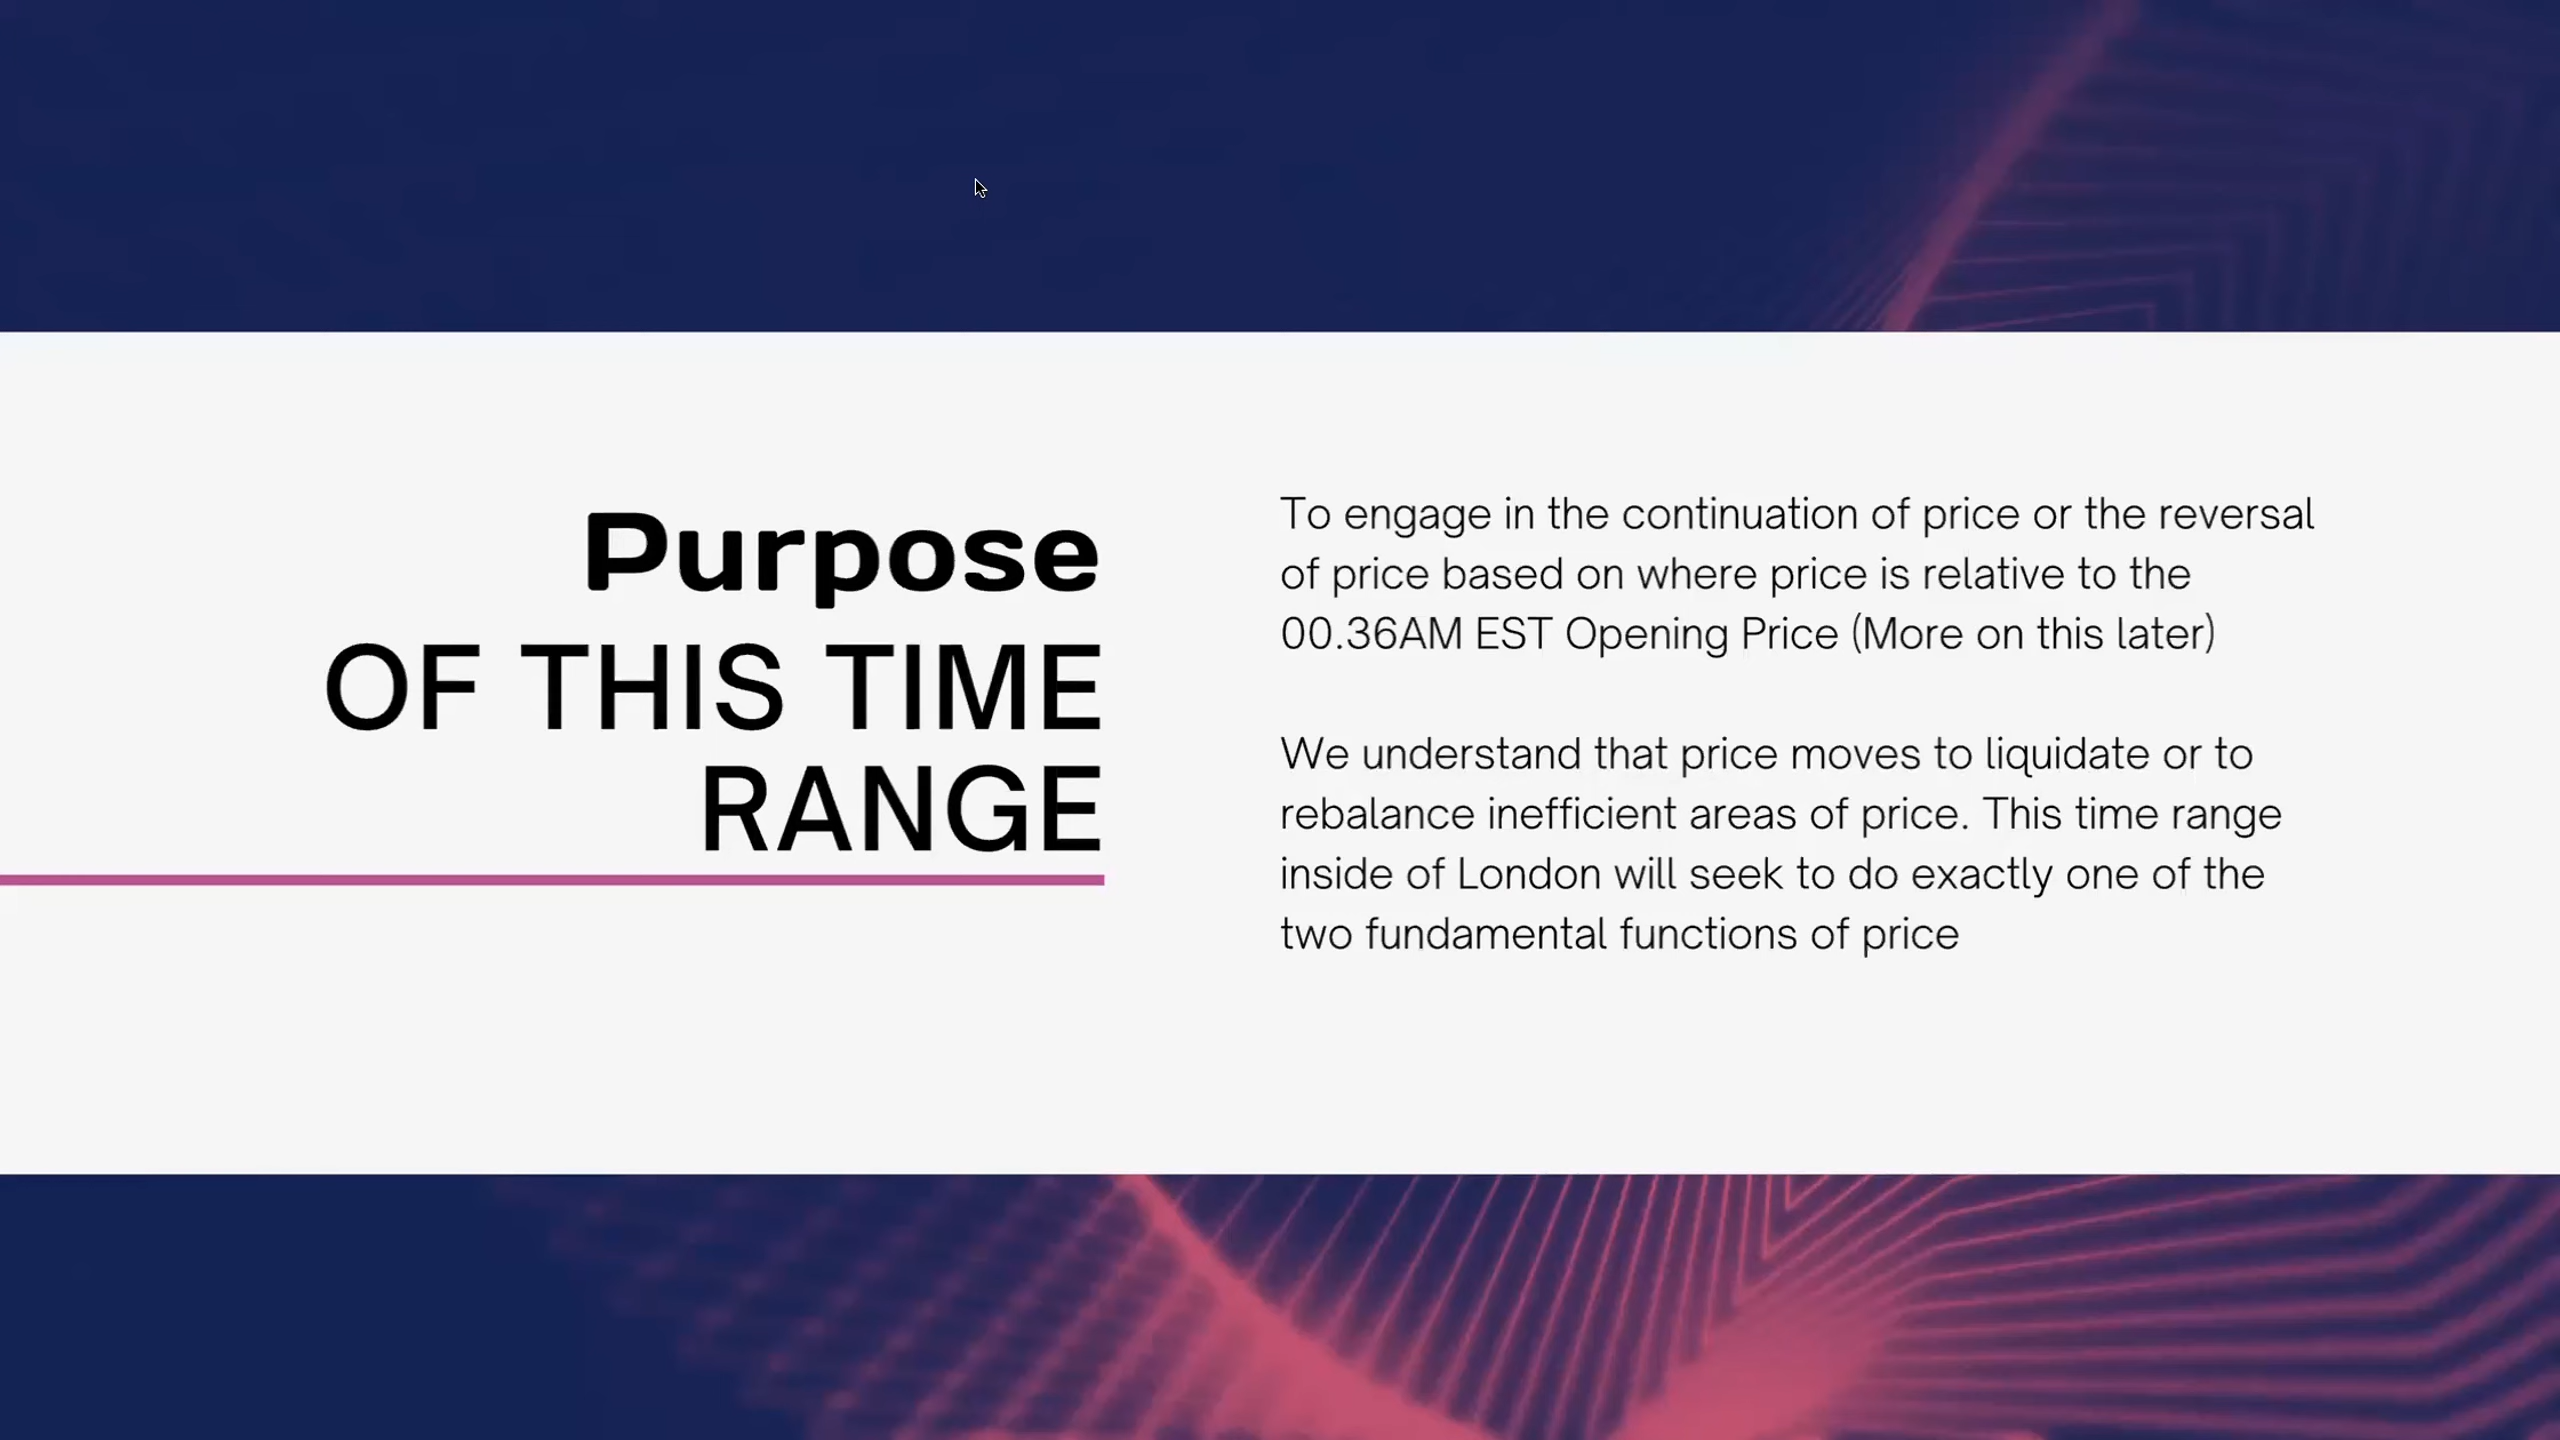 Purpose
OF THIS TIME
RANGE
To engage in the continuation of price or the reversal
of price based on where price is relative to the
00.36AM EST Opening Price (More on this later)
We understand that price moves to liquidate or to
rebalance inefficient areas of price. This time range
inside of London will seek to do exactly one of the
two fundamental functions of price